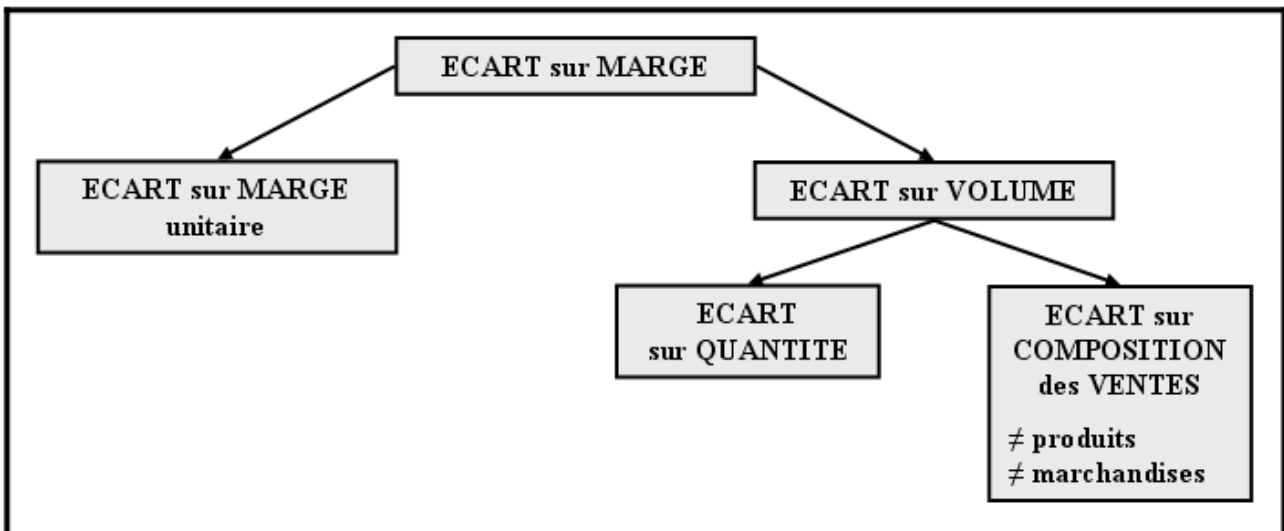 ECART sur MARGE
ECART sur MARGE
unitaire
ECART sur VOLUME
ECART
sur QUANTITE
ECART sur
COMPOSITION
des VENTES
≠ produits
≠ marchandises